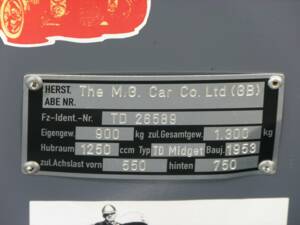 HERST. The M.G. Car Co. Ltd (GB)
ABE NR.
Fz-Ident.-Nr. TD 26589
Eigengew. 900 kg zul.Gesamtgew. 1.300 kg
Hubraum 1250 ccm Typ TD Midget Bauj. 1953
zul.Achslast vorn 550 hinten 750